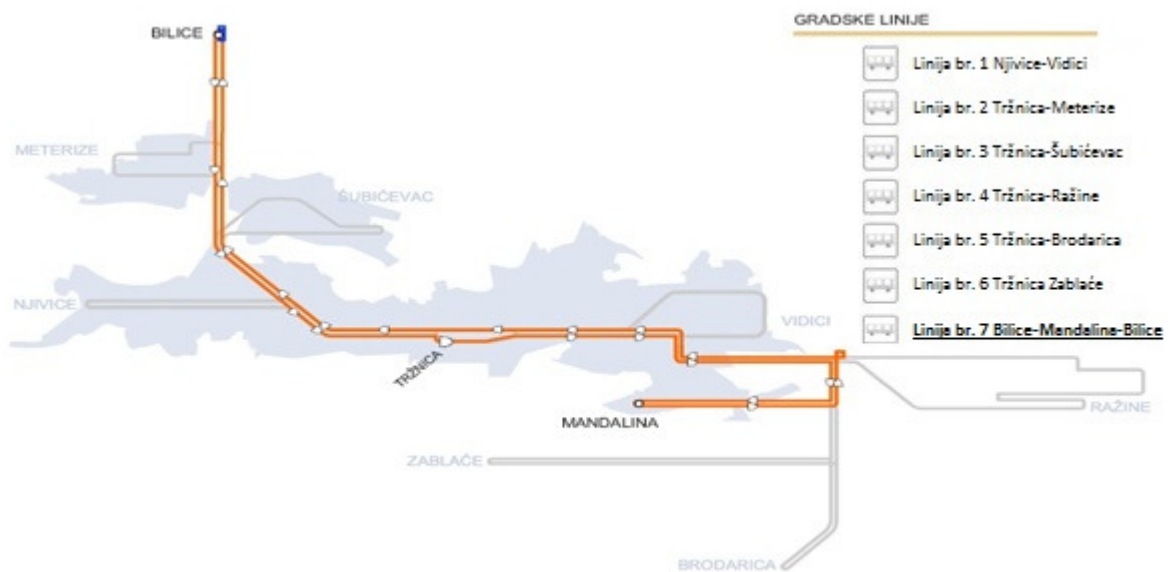 BILICE
METERIZE
ŠUBIĆEVAC
NJIVICE
TRŽNICA
VIDICI
MANDALINA
RAŽINE
ZABLAĆE
BRODARICA
GRADSKE LINIJE
Linija br. 1 Njivice-Vidici
Linija br. 2 Tržnica-Meterize
Linija br. 3 Tržnica-Šubićevac
Linija br. 4 Tržnica-Ražine
Linija br. 5 Tržnica-Brodarica
Linija br. 6 Tržnica Zablaće
Linija br. 7 Bilice-Mandalina-Bilice